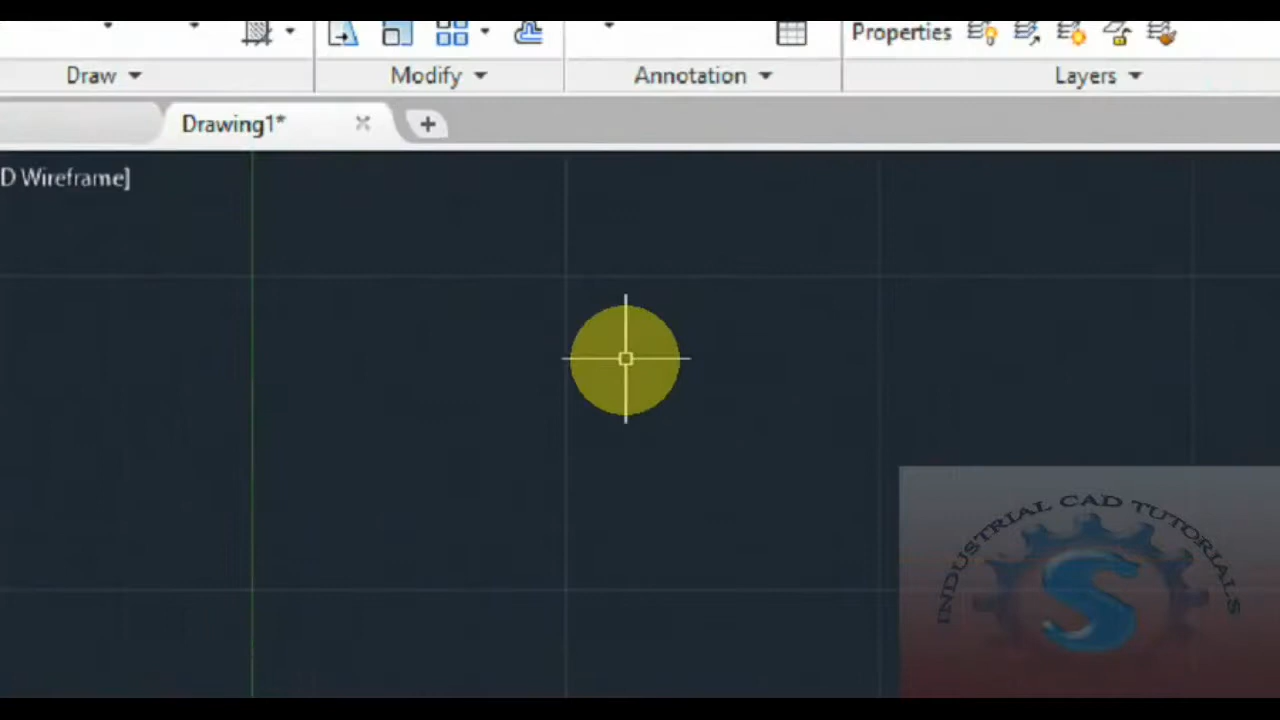 Properties
Draw
Modify
Annotation
Layers
Drawing1*
D Wireframe]
INDUSTRIAL CAD TUTORIALS
S